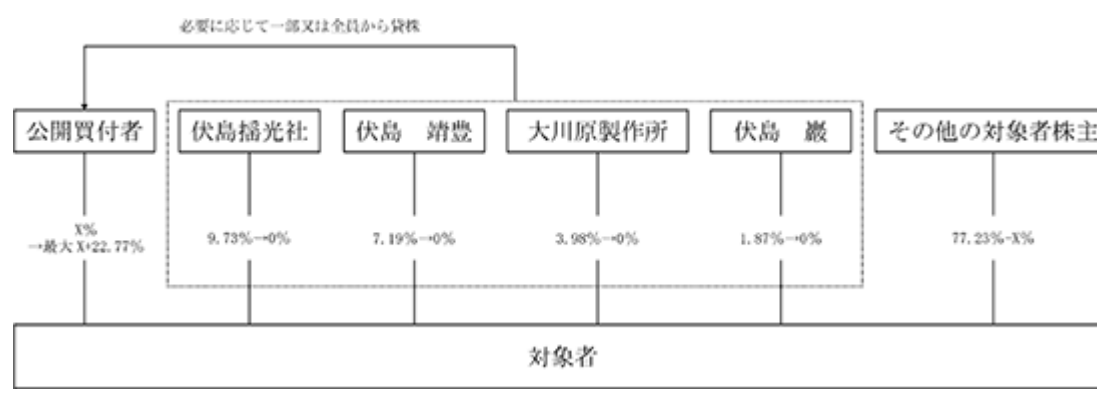 必要に応じて一部又は全員から貸株
公開買付者
伏島揺光社
伏島 靖豊
大川原製作所
伏島 巖
その他の対象者株主
X%
→最大 X+22.77%
9.73%→0%
7.19%→0%
3.98%→0%
1.87%→0%
77.23%-X%
対象者